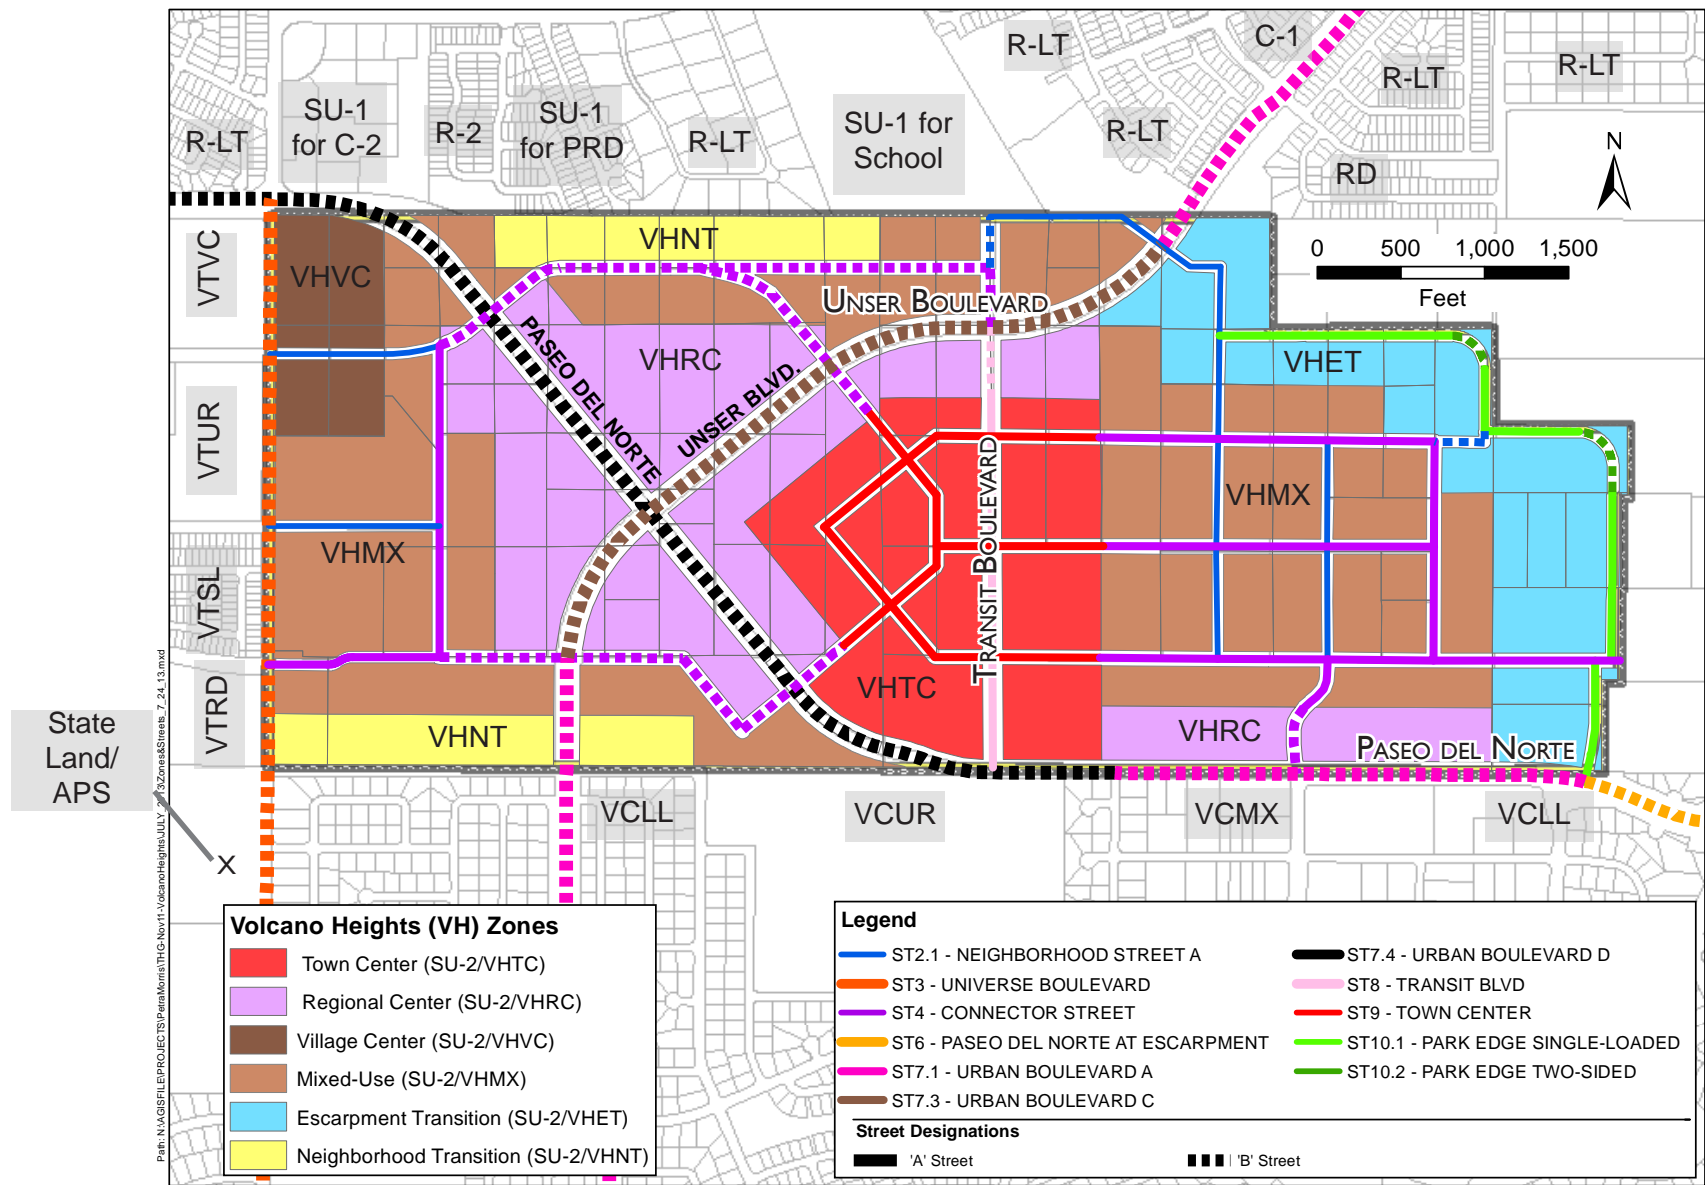 R-LT
SU-1
for C-2
R-2
SU-1
for PRD
R-LT
SU-1 for
School
R-LT
C-1
R-LT
R-LT
R-LT
RD
N
0 500 1,000 1,500
Feet
VTVC
VTUR
VTSL
VTRD
State
Land/
APS
X
VHVC
VHNT
UNSER BOULEVARD
VHRC
PASEO DEL NORTE
UNSER BLVD.
VHET
VHMX
VHMX
TRANSIT BOULEVARD
VHTC
VHNT
VHRC
PASEO DEL NORTE
VCLL
VCUR
VCMX
VCLL
Volcano Heights (VH) Zones
Town Center (SU-2/VHTC)
Regional Center (SU-2/VHRC)
Village Center (SU-2/VHVC)
Mixed-Use (SU-2/VHMX)
Escarpment Transition (SU-2/VHET)
Neighborhood Transition (SU-2/VHNT)
Legend
ST2.1 - NEIGHBORHOOD STREET A
ST3 - UNIVERSE BOULEVARD
ST4 - CONNECTOR STREET
ST6 - PASEO DEL NORTE AT ESCARPMENT
ST7.1 - URBAN BOULEVARD A
ST7.3 - URBAN BOULEVARD C
ST7.4 - URBAN BOULEVARD D
ST8 - TRANSIT BLVD
ST9 - TOWN CENTER
ST10.1 - PARK EDGE SINGLE-LOADED
ST10.2 - PARK EDGE TWO-SIDED
Street Designations
'A' Street
'B' Street